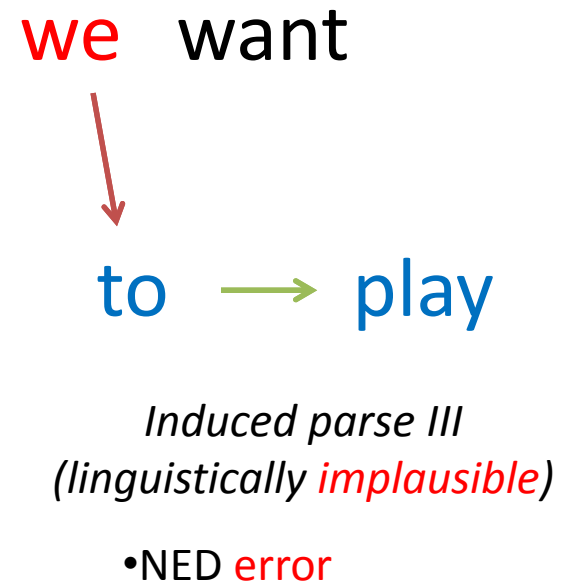 we want
to play
Induced parse III
(linguistically implausible)
•NED error